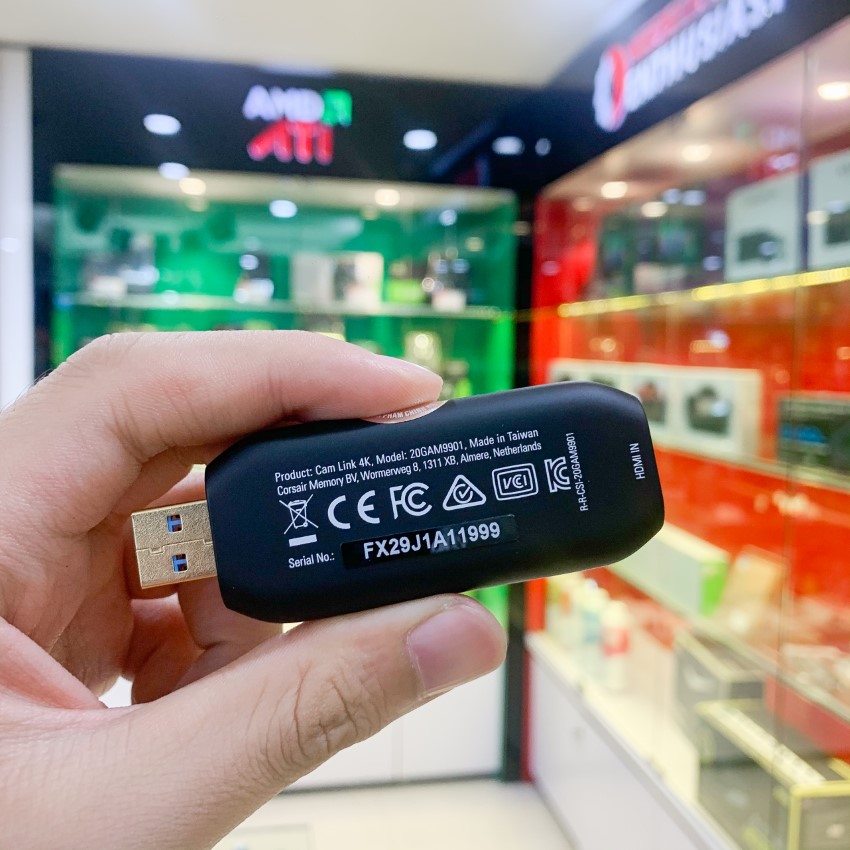 AMD
ATI
ENTHUSIAST
Product: Cam Link 4K, Model: 20GAM9901, Made in Taiwan
Corsair Memory BV, Wormerweg 8, 1311 XB, Almere, Netherlands
CE FC VCI
R-R-CSI-20GAM9901
HDMI IN
Serial No.: FX29J1A11999